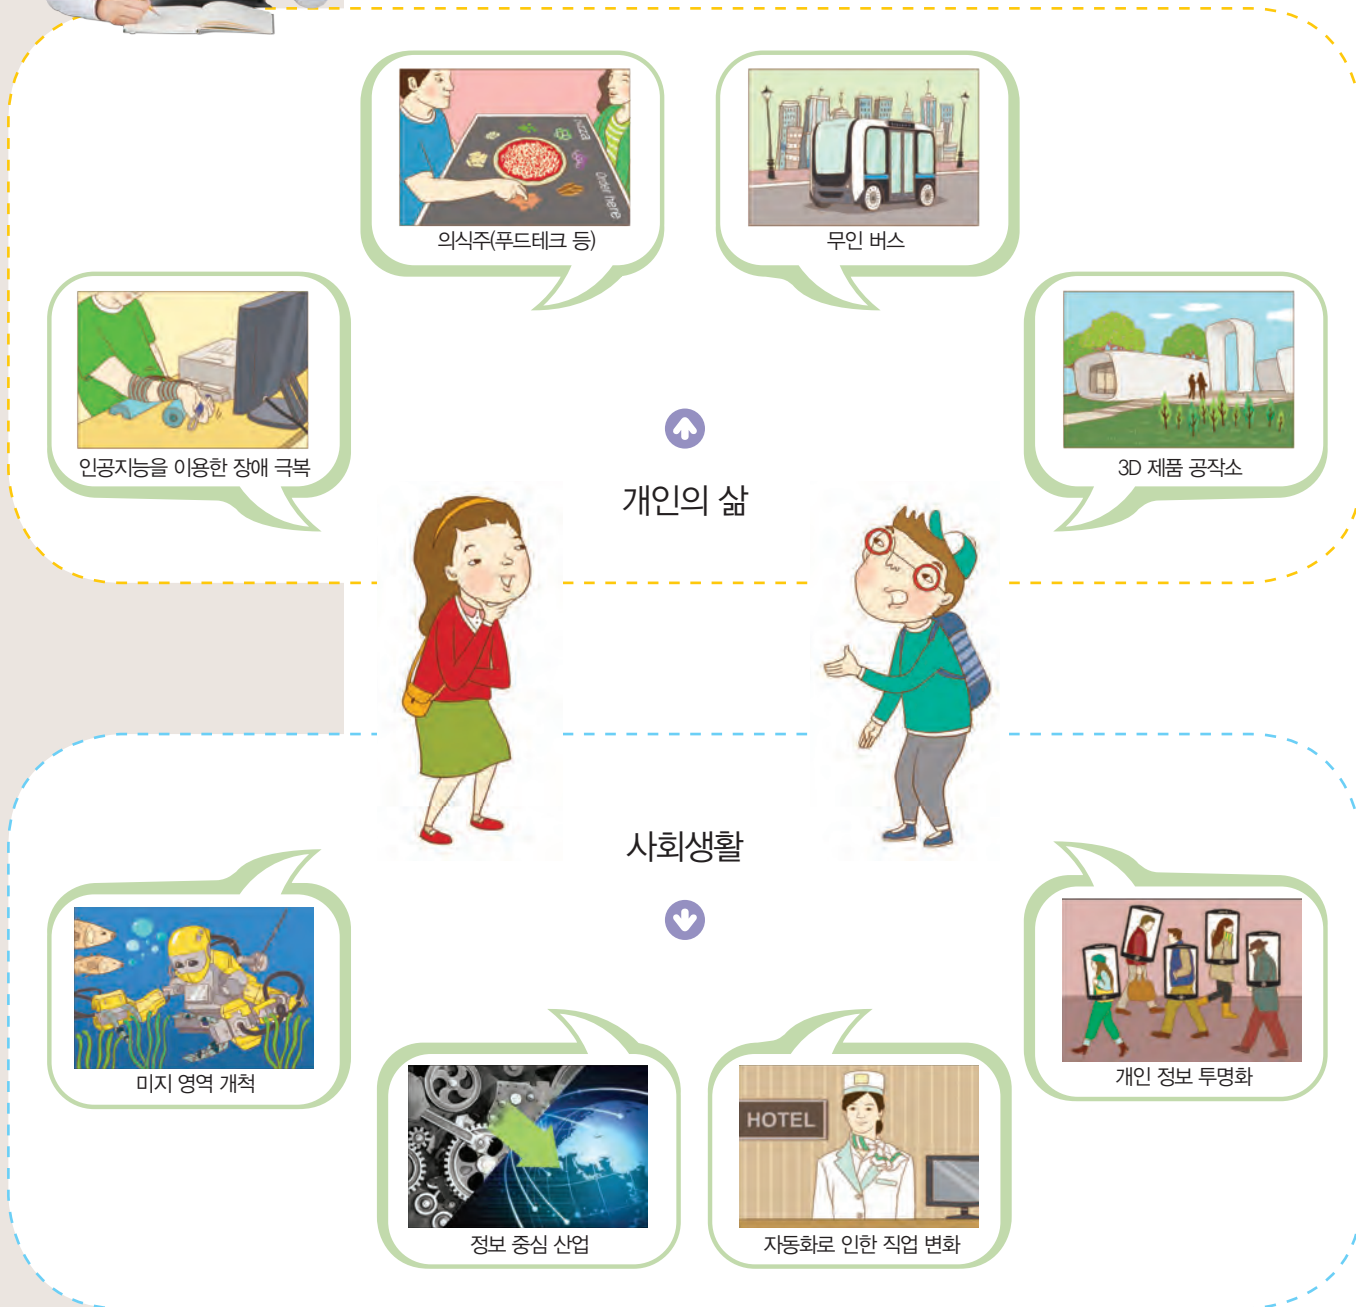 pizza
Order here
의식주(푸드테크 등)
무인 버스
인공지능을 이용한 장애 극복
3D 제품 공작소
개인의 삶
사회생활
미지 영역 개척
개인 정보 투명화
HOTEL
정보 중심 산업
자동화로 인한 직업 변화